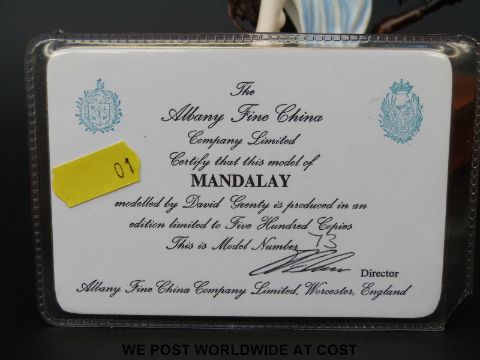 The
Albany Fine China
Company Limited
Certify that this model of
MANDALAY
modelled by David Geenty is produced in an
edition limited to Five Hundred Copies
This is Model Number 73
Director
Albany Fine China Company Limited, Worcester, England
01
WE POST WORLDWIDE AT COST